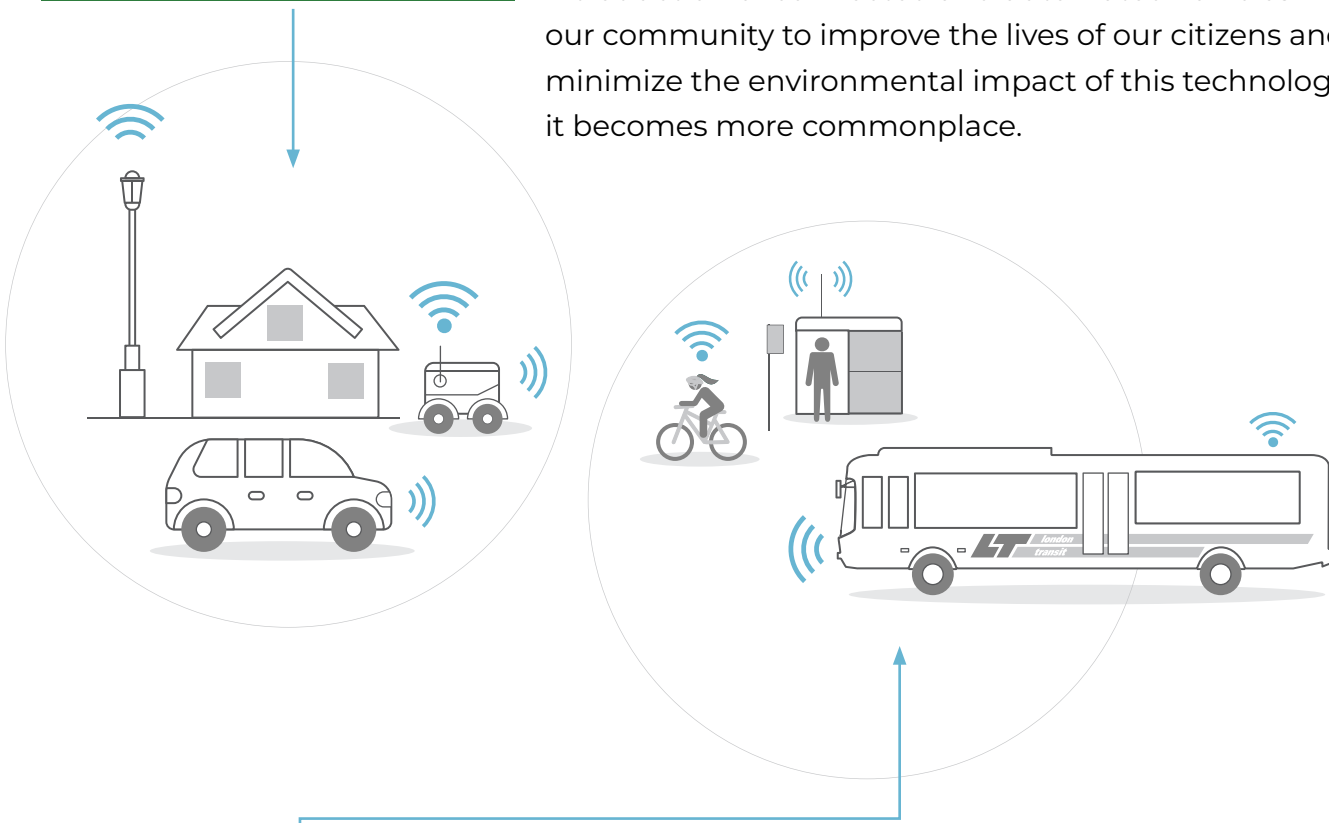 our community to improve the lives of our citizens and
minimize the environmental impact of this technolog
it becomes more commonplace.
LT london
transit